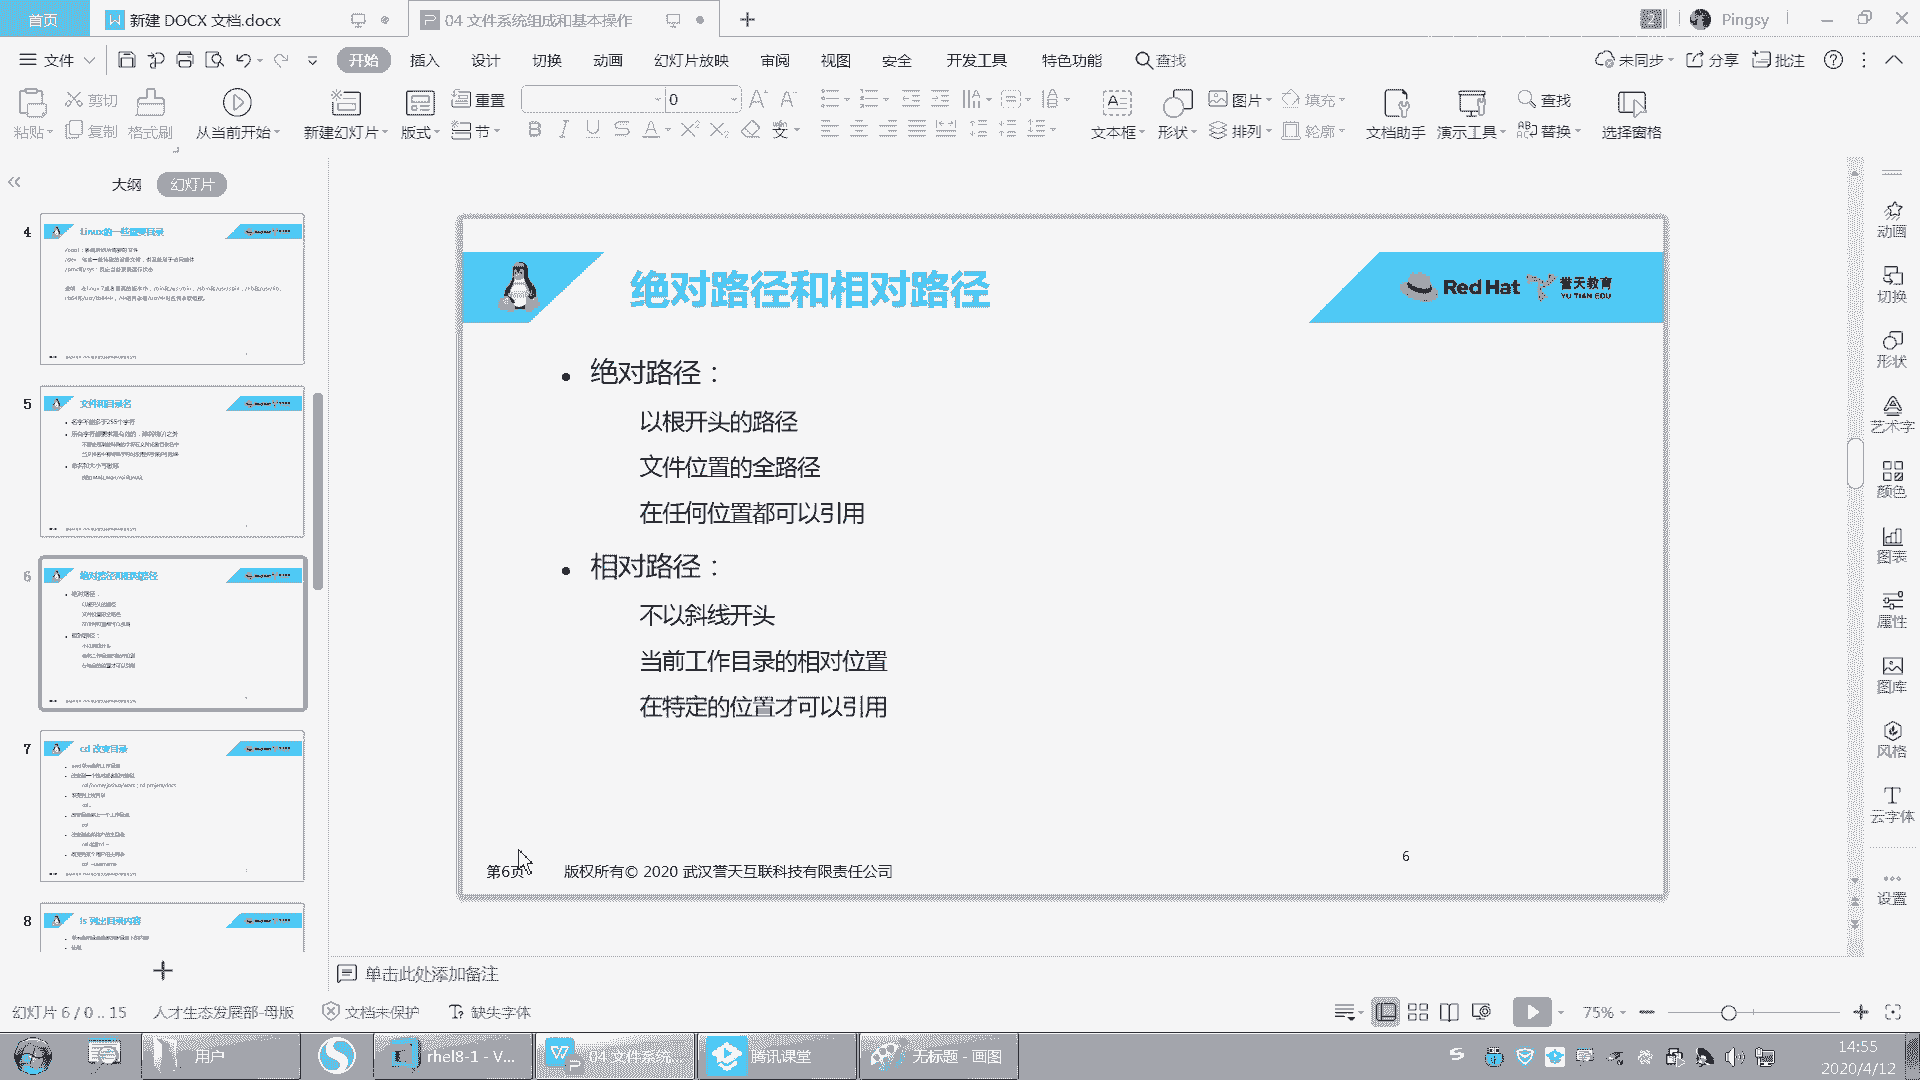 首页
新建 DOCX 文档.docx
04 文件系统组成和基本操作
Pingsy
文件
开始
插入
设计
切换
动画
幻灯片放映
审阅
视图
安全
开发工具
特色功能
查找
未同步
分享
批注
粘贴
剪切
复制
格式刷
从当前开始
新建幻灯片
版式
重置
节
0
文本框
形状
图片
排列
填充
轮廓
文档助手
演示工具
查找
替换
选择窗格
大纲
幻灯片
4
5
文件和目录名
6
绝对路径和相对路径
7
cd 改变目录
8
ls 列出目录内容
绝对路径和相对路径
Red Hat
誉天教育
YU TIAN EDU
• 绝对路径：
以根开头的路径
文件位置的全路径
在任何位置都可以引用
• 相对路径：
不以斜线开头
当前工作目录的相对位置
在特定的位置才可以引用
第6页
版权所有© 2020 武汉誉天互联科技有限责任公司
6
动画
切换
形状
艺术字
颜色
图表
属性
图库
风格
云字体
设置
单击此处添加备注
幻灯片 6 / 0 .. 15
人才生态发展部-母版
文档未保护
缺失字体
75%
用户
rhel8-1 - V...
04 文件系统...
腾讯课堂
无标题 - 画图
14:55
2020/4/12